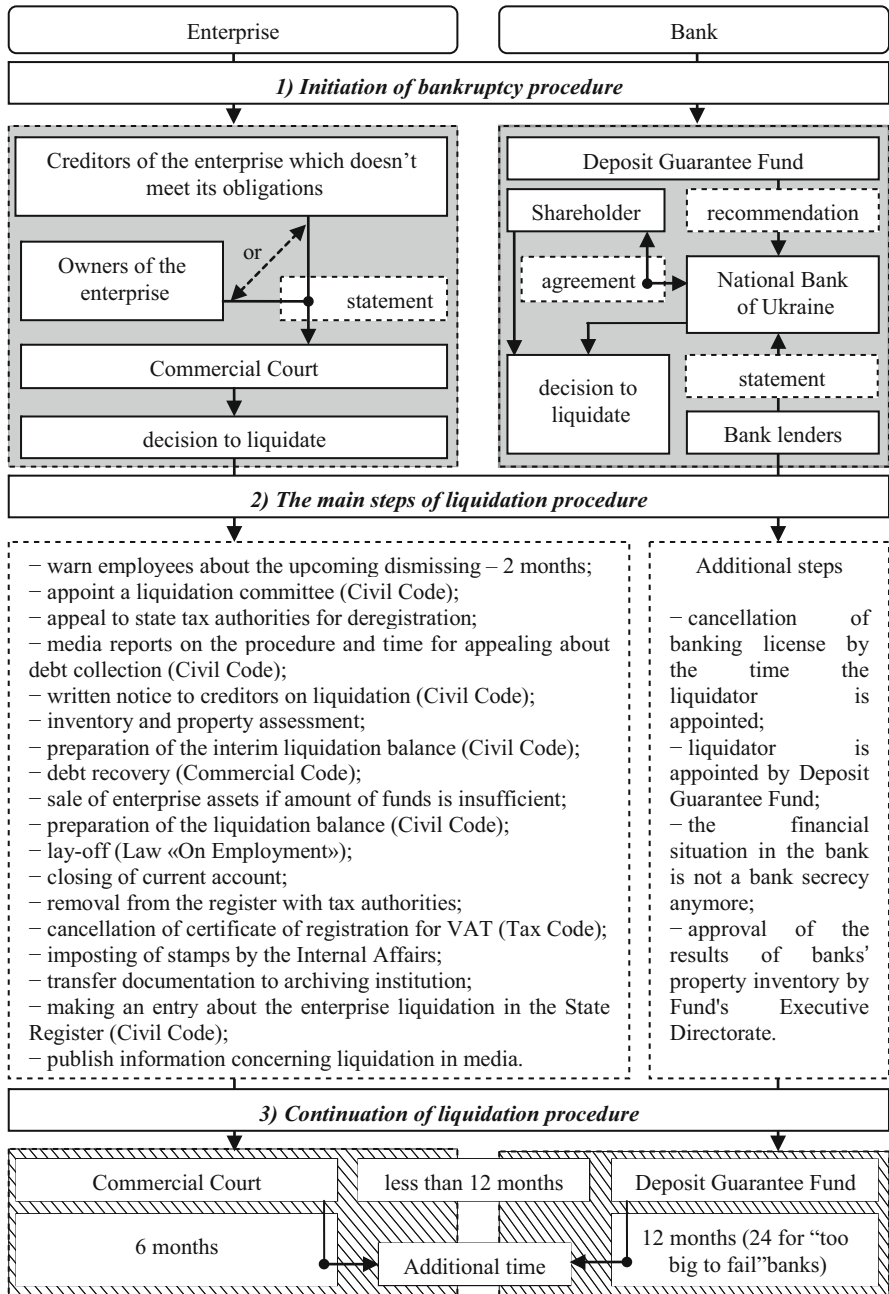 Enterprise
Bank
1) Initiation of bankruptcy procedure
Creditors of the enterprise which doesn’t
meet its obligations
or
Owners of the
enterprise
statement
Commercial Court
decision to liquidate
Deposit Guarantee Fund
Shareholder
recommendation
agreement
National Bank
of Ukraine
decision to
liquidate
statement
Bank lenders
2) The main steps of liquidation procedure
− warn employees about the upcoming dismissing – 2 months;
− appoint a liquidation committee (Civil Code);
− appeal to state tax authorities for deregistration;
− media reports on the procedure and time for appealing about
debt collection (Civil Code);
− written notice to creditors on liquidation (Civil Code);
− inventory and property assessment;
− preparation of the interim liquidation balance (Civil Code);
− debt recovery (Commercial Code);
− sale of enterprise assets if amount of funds is insufficient;
− preparation of the liquidation balance (Civil Code);
− lay-off (Law «On Employment»);
− closing of current account;
− removal from the register with tax authorities;
− cancellation of certificate of registration for VAT (Tax Code);
− imposting of stamps by the Internal Affairs;
− transfer documentation to archiving institution;
− making an entry about the enterprise liquidation in the State
Register (Civil Code);
− publish information concerning liquidation in media.
Additional steps
− cancellation of
banking license by
the time the
liquidator is
appointed;
− liquidator is
appointed by Deposit
Guarantee Fund;
− the financial
situation in the bank
is not a bank secrecy
anymore;
− approval of the
results of banks’
property inventory by
Fund's Executive
Directorate.
3) Continuation of liquidation procedure
Commercial Court
less than 12 months
Deposit Guarantee Fund
6 months
Additional time
12 months (24 for “too
big to fail”banks)